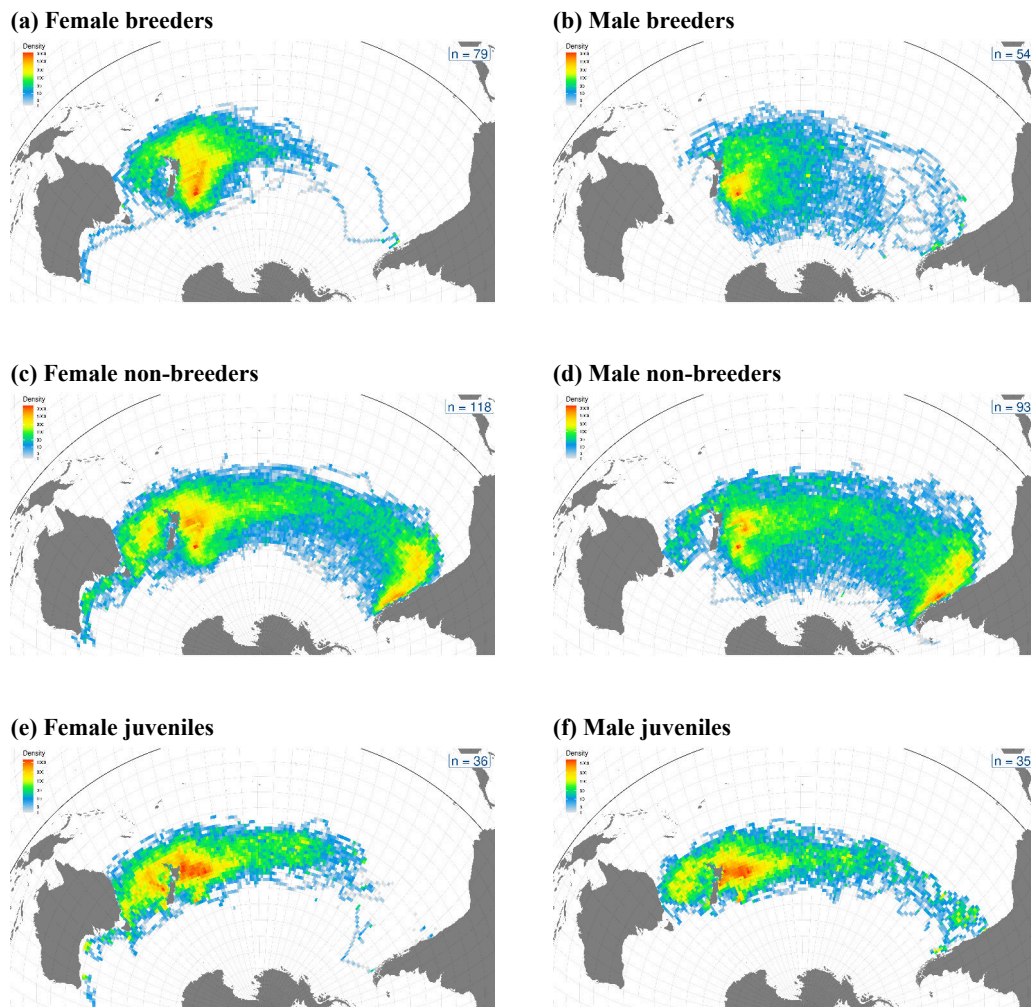 (a) Female breeders
(b) Male breeders
Density
n = 79
Density
n = 54
(c) Female non-breeders
(d) Male non-breeders
Density
n = 118
Density
n = 93
(e) Female juveniles
(f) Male juveniles
Density
n = 36
Density
n = 35